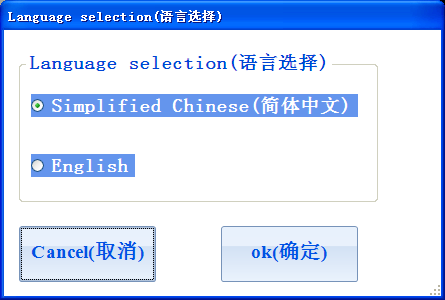 Language selection(语言选择)
Language selection(语言选择)
Simplified Chinese(简体中文)
English
Cancel(取消)
ok(确定)